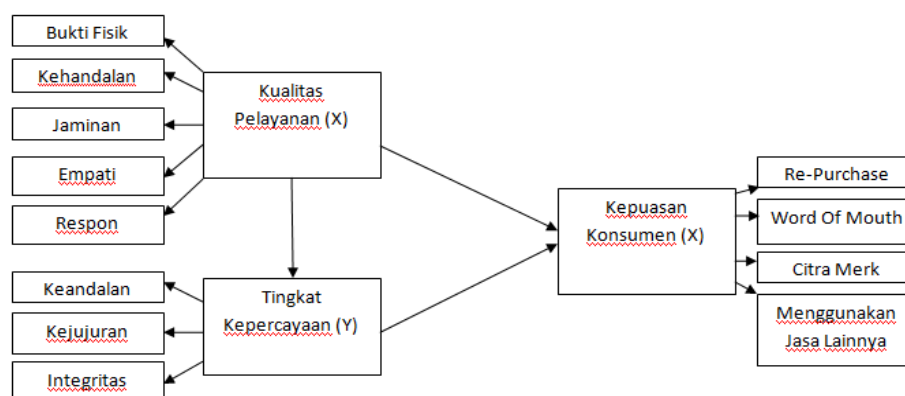 Bukti Fisik
Kehandalan
Jaminan
Empati
Respon
Kualitas
Pelayanan (X)
Keandalan
Kejujuran
Integritas
Tingkat
Kepercayaan (Y)
Kepuasan
Konsumen (X)
Re-Purchase
Word Of Mouth
Citra Merk
Menggunakan
Jasa Lainnya